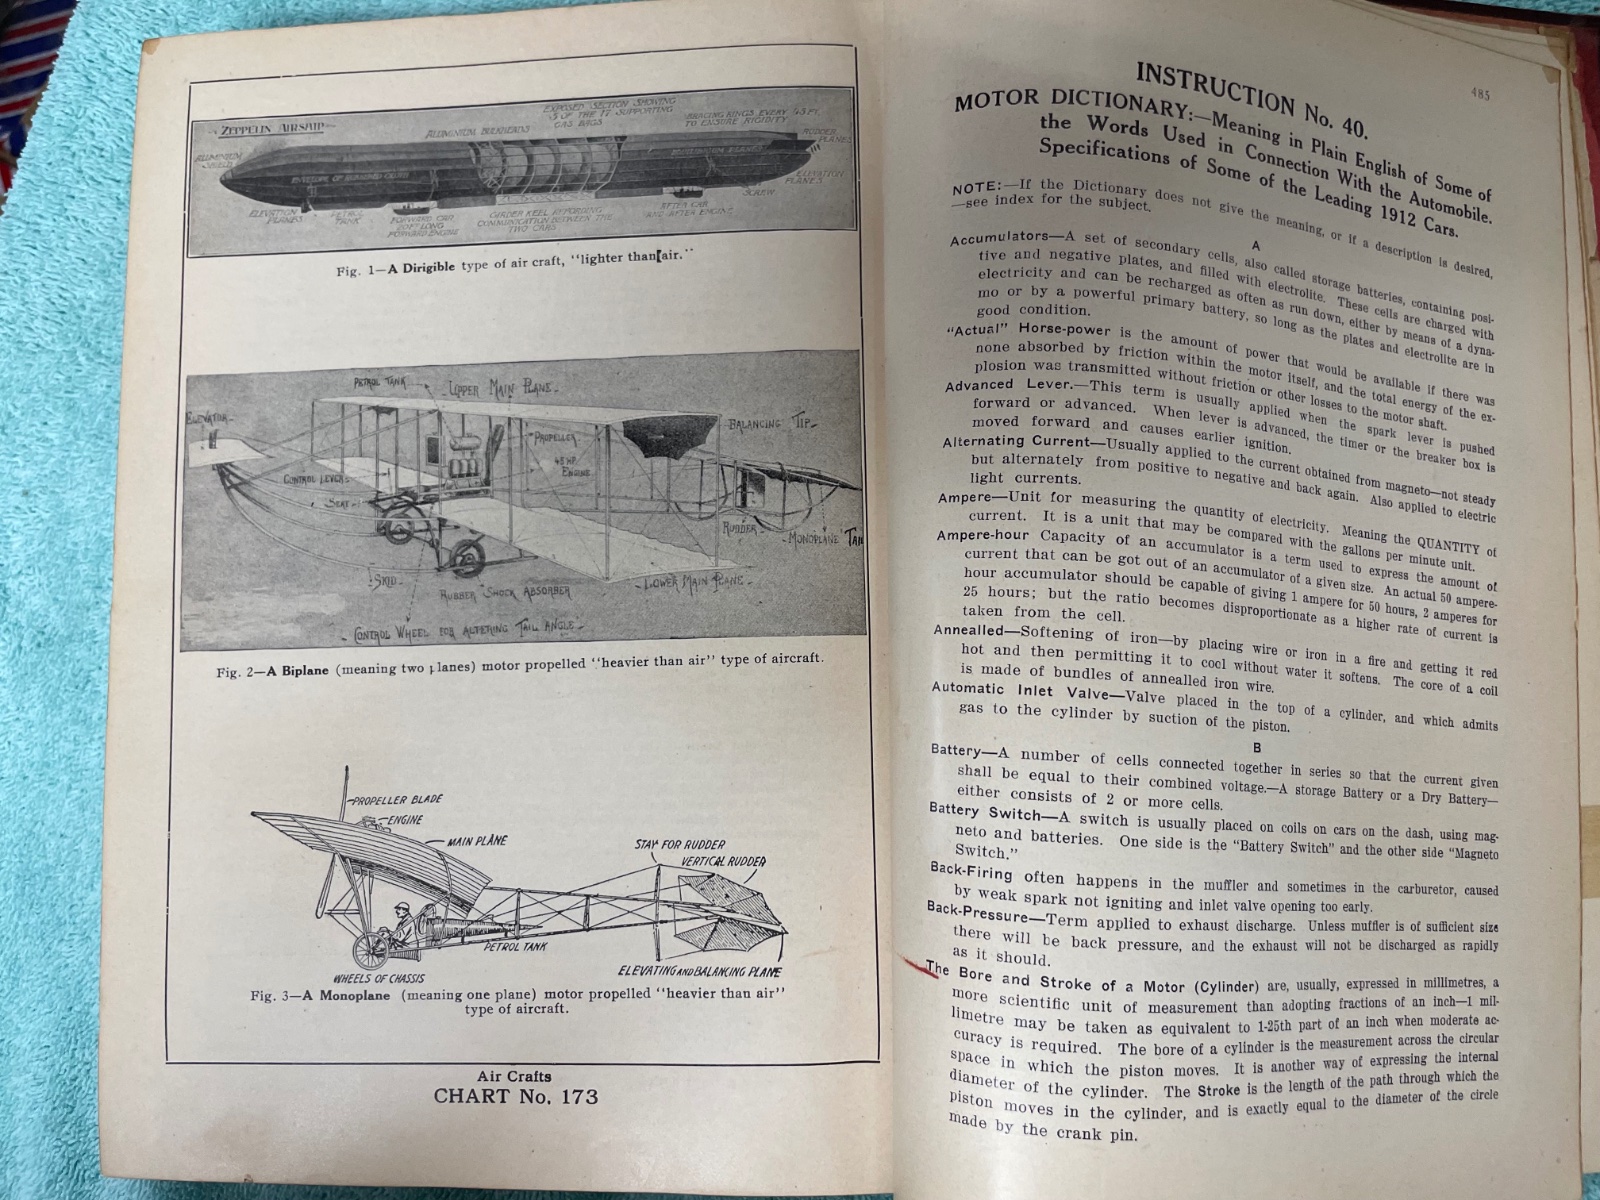 ZEPPELIN AIRSHIP
EXPOSED SECTION SHOWING
5 OF THE 17 SUPPORTING
GAS BAGS
ALUMINIUM BULKHEADS
BRACING RINGS EVERY 45 FT.
TO ENSURE RIGIDITY
RUDDER
PLANES
ALUMINIUM
SHIELD
ENVELOPE OF RUBBERED CLOTH
ELEVATION
PLANES
ELEVATION
PLANES
PETROL
TANK
FORWARD CAR
20 FT LONG
FORWARD ENGINE
GIRDER KEEL AFFORDING
COMMUNICATION BETWEEN THE
TWO CARS
AFTER CAR
AND AFTER ENGINE
SCREW
Fig. 1—A Dirigible type of air craft, "lighter than air."
PETROL TANK
UPPER MAIN PLANE
ELEVATOR
BALANCING TIP
PROPELLER
45 HP.
ENGINE
CONTROL LEVERS
SEAT
RUDDER
MONOPLANE TAIL
SKID
RUBBER SHOCK ABSORBER
LOWER MAIN PLANE
CONTROL WHEEL FOR ALTERING TAIL ANGLE
Fig. 2—A Biplane (meaning two planes) motor propelled "heavier than air" type of aircraft.
PROPELLER BLADE
ENGINE
MAIN PLANE
STAY FOR RUDDER
VERTICAL RUDDER
PETROL TANK
WHEELS OF CHASSIS
ELEVATING AND BALANCING PLANE
Fig. 3—A Monoplane (meaning one plane) motor propelled "heavier than air"
type of aircraft.
Air Crafts
CHART No. 173
485
INSTRUCTION No. 40.
MOTOR DICTIONARY:—Meaning in Plain English of Some of
the Words Used in Connection With the Automobile.
Specifications of Some of the Leading 1912 Cars.
NOTE:—If the Dictionary does not give the meaning, or if a description is desired,
—see index for the subject.
A
Accumulators—A set of secondary cells, also called storage batteries, containing posi-
tive and negative plates, and filled with electrolite. These cells are charged with
electricity and can be recharged as often as run down, either by means of a dyna-
mo or by a powerful primary battery, so long as the plates and electrolite are in
good condition.
"Actual" Horse-power is the amount of power that would be available if there was
none absorbed by friction within the motor itself, and the total energy of the ex-
plosion was transmitted without friction or other losses to the motor shaft.
Advanced Lever.—This term is usually applied when the spark lever is pushed
forward or advanced. When lever is advanced, the timer or the breaker box is
moved forward and causes earlier ignition.
Alternating Current—Usually applied to the current obtained from magneto—not steady
but alternately from positive to negative and back again. Also applied to electric
light currents.
Ampere—Unit for measuring the quantity of electricity. Meaning the QUANTITY of
current. It is a unit that may be compared with the gallons per minute unit.
Ampere-hour Capacity of an accumulator is a term used to express the amount of
current that can be got out of an accumulator of a given size. An actual 50 ampere-
hour accumulator should be capable of giving 1 ampere for 50 hours, 2 amperes for
25 hours; but the ratio becomes disproportionate as a higher rate of current is
taken from the cell.
Annealled—Softening of iron—by placing wire or iron in a fire and getting it red
hot and then permitting it to cool without water it softens. The core of a coil
is made of bundles of annealled iron wire.
Automatic Inlet Valve—Valve placed in the top of a cylinder, and which admits
gas to the cylinder by suction of the piston.
B
Battery—A number of cells connected together in series so that the current given
shall be equal to their combined voltage.—A storage Battery or a Dry Battery—
either consists of 2 or more cells.
Battery Switch—A switch is usually placed on coils on cars on the dash, using mag-
neto and batteries. One side is the "Battery Switch" and the other side "Magneto
Switch."
Back-Firing often happens in the muffler and sometimes in the carburetor, caused
by weak spark not igniting and inlet valve opening too early.
Back-Pressure—Term applied to exhaust discharge. Unless muffler is of sufficient size
there will be back pressure, and the exhaust will not be discharged as rapidly
as it should.
The Bore and Stroke of a Motor (Cylinder) are, usually, expressed in millimetres, a
more scientific unit of measurement than adopting fractions of an inch—1 mil-
limetre may be taken as equivalent to 1-25th part of an inch when moderate ac-
curacy is required. The bore of a cylinder is the measurement across the circular
space in which the piston moves. It is another way of expressing the internal
diameter of the cylinder. The Stroke is the length of the path through which the
piston moves in the cylinder, and is exactly equal to the diameter of the circle
made by the crank pin.